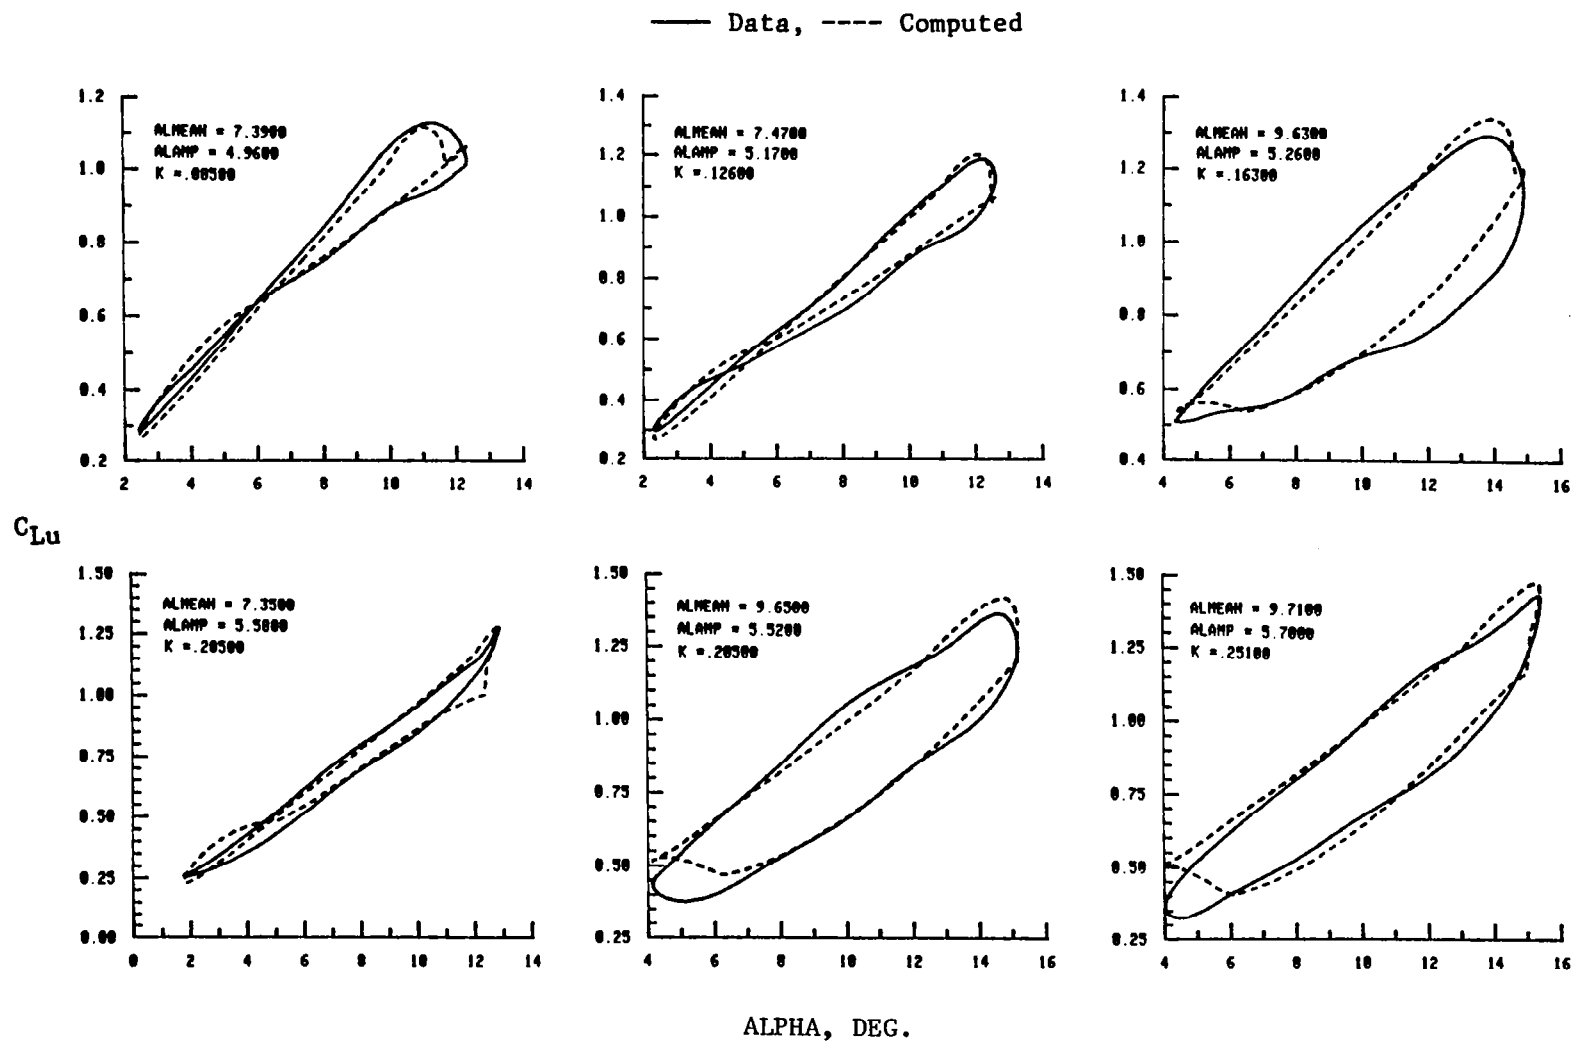 Data, Computed
1.2
1.0
0.8
0.6
0.4
0.2
ALMEAN = 7.3900
ALAMP = 4.9600
K =.08500
2 4 6 8 10 12 14
1.4
1.2
1.0
0.8
0.6
0.4
0.2
ALMEAN = 7.4700
ALAMP = 5.1700
K =.12600
2 4 6 8 10 12 14
1.4
1.2
1.0
0.8
0.6
0.4
ALMEAN = 9.6300
ALAMP = 5.2600
K =.16300
4 6 8 10 12 14 16
CLu
1.50
1.25
1.00
0.75
0.50
0.25
0.00
ALMEAN = 7.3500
K =.20500
0 2 4 6 8 10 12 14
1.50
1.25
1.00
0.75
0.50
0.25
ALMEAN = 9.6500
ALAMP = 5.5200
K =.20500
4 6 8 10 12 14 16
1.50
1.25
1.00
0.75
0.50
0.25
ALMEAN = 9.7100
ALAMP = 5.7000
K =.25100
4 6 8 10 12 14 16
ALPHA, DEG.